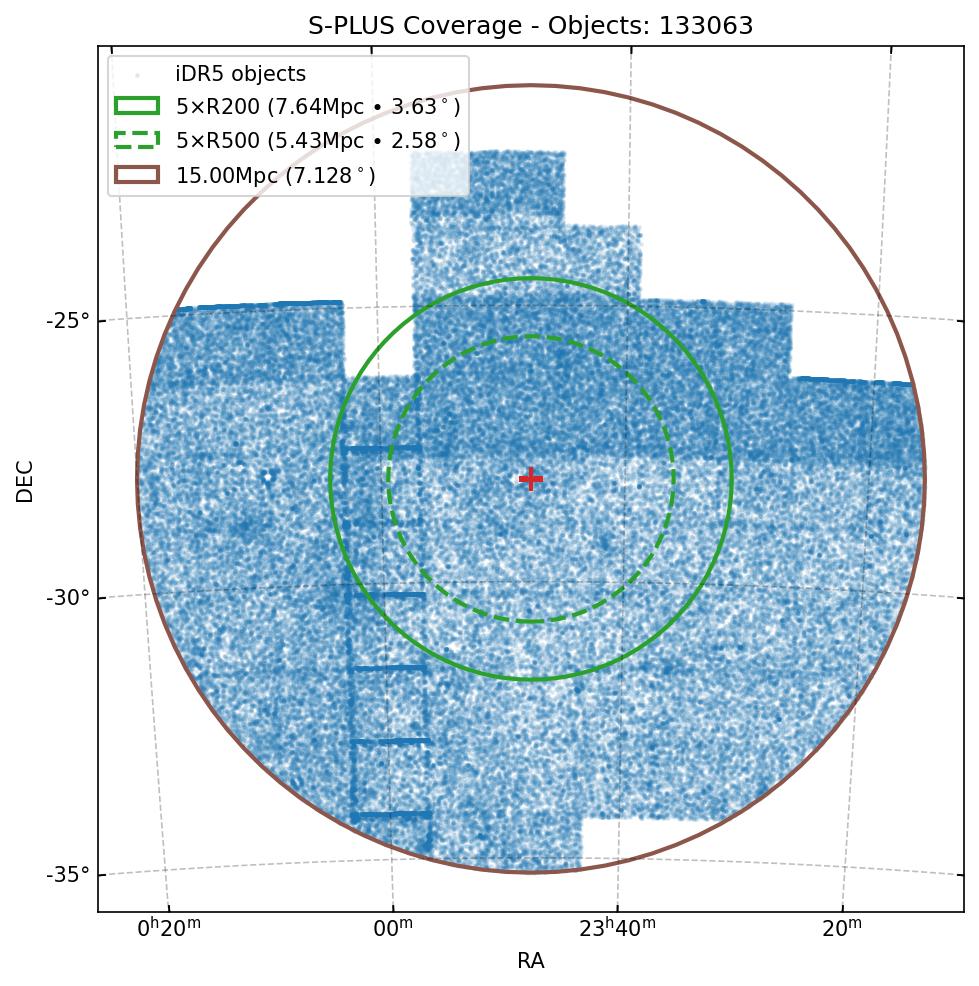 S-PLUS Coverage - Objects: 133063
iDR5 objects
5×R200 (7.64Mpc • 3.63°)
5×R500 (5.43Mpc • 2.58°)
15.00Mpc (7.128°)
-25°
-30°
-35°
DEC
0ʰ20ᵐ 00ᵐ 23ʰ40ᵐ 20ᵐ
RA